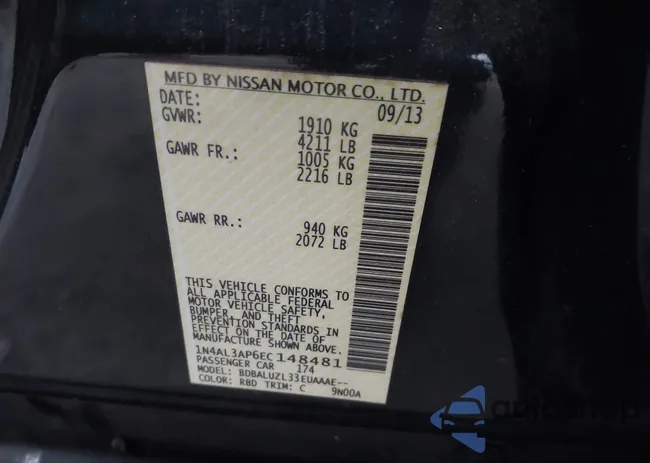 MFD BY NISSAN MOTOR CO., LTD.
DATE: 09/13
GVWR: 1910 KG
4211 LB
GAWR FR.: 1005 KG
2216 LB
GAWR RR.: 940 KG
2072 LB
THIS VEHICLE CONFORMS TO
ALL APPLICABLE FEDERAL
MOTOR VEHICLE SAFETY,
BUMPER, AND THEFT
PREVENTION STANDARDS IN
EFFECT ON THE DATE OF
MANUFACTURE SHOWN ABOVE.
1N4AL3AP6EC148481
PASSENGER CAR 174
MODEL: BDBALUZL33EUAAAE--
COLOR: RBD TRIM: C 9N00A